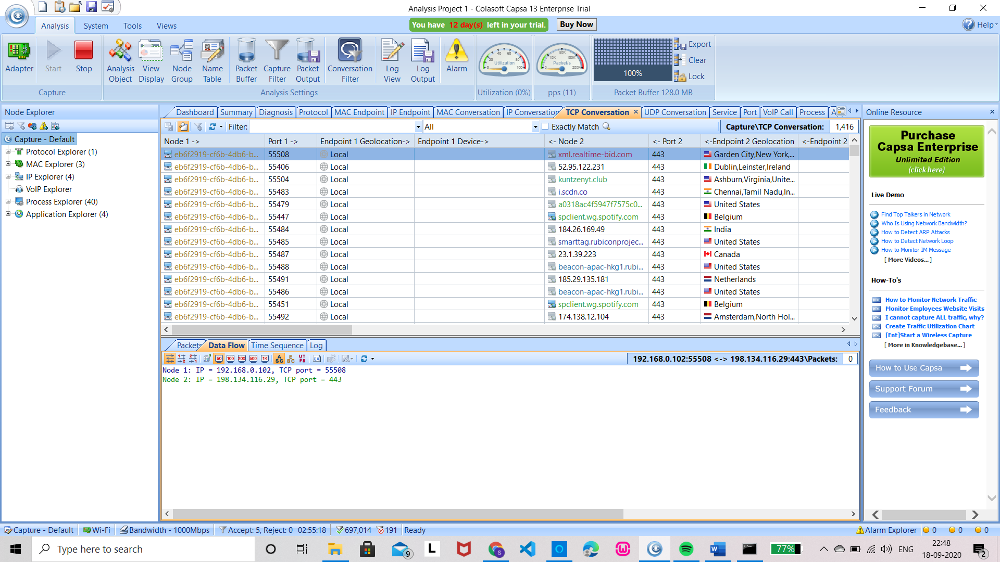 Analysis Project 1 - Colasoft Capsa 13 Enterprise Trial
Analysis System Tools Views
You have 12 day(s) left in your trial. Buy Now
Help
Adapter Start Stop
Analysis Object View Display Node Group Name Table
Packet Buffer Capture Filter Packet Output Conversation Filter Log View Log Output Alarm
Utilization
pps
100%
Export
Clear
Lock
Capture Analysis Settings Utilization (0%) pps (11) Packet Buffer 128.0 MB
Node Explorer
Capture - Default
Protocol Explorer (1)
MAC Explorer (3)
IP Explorer (4)
VoIP Explorer
Process Explorer (40)
Application Explorer (4)
Dashboard Summary Diagnosis Protocol MAC Endpoint IP Endpoint MAC Conversation IP Conversation TCP Conversation UDP Conversation Service Port VoIP Call Process
Filter: All Exactly Match Capture\TCP Conversation: 1,416
Node 1 -> Port 1 -> Endpoint 1 Geolocation-> Endpoint 1 Device-> <- Node 2 <- Port 2 <-Endpoint 2 Geolocation <-Endpoint 2
eb6f2919-cf6b-4db6-b... 55508 Local xml.realtime-bid.com 443 Garden City,New York,...
eb6f2919-cf6b-4db6-b... 55406 Local 52.95.122.231 443 Dublin,Leinster,Ireland
eb6f2919-cf6b-4db6-b... 55504 Local kuntzenyt.club 443 Ashburn,Virginia,Unite...
eb6f2919-cf6b-4db6-b... 55483 Local i.scdn.co 443 Chennai,Tamil Nadu,In...
eb6f2919-cf6b-4db6-b... 55479 Local a0318ac4f5947f7575c0... 443 United States
eb6f2919-cf6b-4db6-b... 55447 Local spclient.wg.spotify.com 443 Belgium
eb6f2919-cf6b-4db6-b... 55484 Local 184.26.169.49 443 India
eb6f2919-cf6b-4db6-b... 55485 Local smarttag.rubiconprojec... 443 United States
eb6f2919-cf6b-4db6-b... 55487 Local 23.1.39.223 443 Canada
eb6f2919-cf6b-4db6-b... 55488 Local beacon-apac-hkg1.rubi... 443 United States
eb6f2919-cf6b-4db6-b... 55491 Local 185.29.135.181 443 Netherlands
eb6f2919-cf6b-4db6-b... 55486 Local beacon-apac-hkg1.rubi... 443 United States
eb6f2919-cf6b-4db6-b... 55451 Local spclient.wg.spotify.com 443 Belgium
eb6f2919-cf6b-4db6-b... 55492 Local 174.138.12.104 443 Amsterdam,North Hol...
Packets Data Flow Time Sequence Log
192.168.0.102:55508 <-> 198.134.116.29:443\Packets: 0
Node 1: IP = 192.168.0.102, TCP port = 55508
Node 2: IP = 198.134.116.29, TCP port = 443
Online Resource
Purchase
Capsa Enterprise
Unlimited Edition
(click here)
Live Demo
Find Top Talkers in Network
Who Is Using Network Bandwidth?
How to Detect ARP Attacks
How to Detect Network Loop
How to Monitor IM Message
[ More Videos... ]
How-To's
How to Monitor Network Traffic
Monitor Employees Website Visits
I cannot capture ALL traffic, why?
Create Traffic Utilization Chart
[Ent]Start a Wireless Capture
[ More in Knowledgebase... ]
How to Use Capsa
Support Forum
Feedback
Capture - Default Wi-Fi Bandwidth - 1000Mbps Accept: 5, Reject: 0 02:55:18 697,014 191 Ready Alarm Explorer 0 0 0
Type here to search
9
L
77%
ENG
22:48
18-09-2020
2